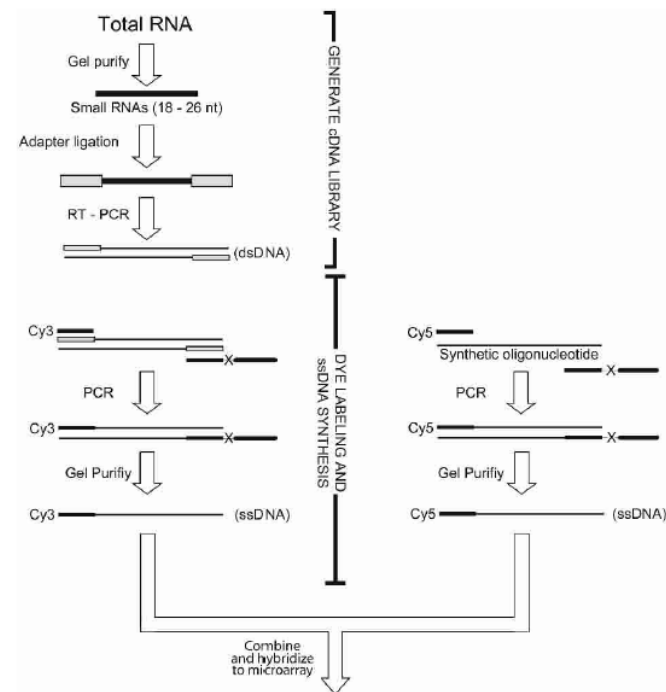 Total RNA
Gel purify
Small RNAs (18 - 26 nt)
Adapter ligation
RT - PCR
(dsDNA)
GENERATE cDNA LIBRARY
Cy3
X
PCR
Cy3
X
Gel Purifiy
Cy3
(ssDNA)
DYE LABELING AND
ssDNA SYNTHESIS
Cy5
Synthetic oligonucleotide
X
PCR
Cy5
X
Gel Purifiy
Cy5
(ssDNA)
Combine
and hybridize
to microarray